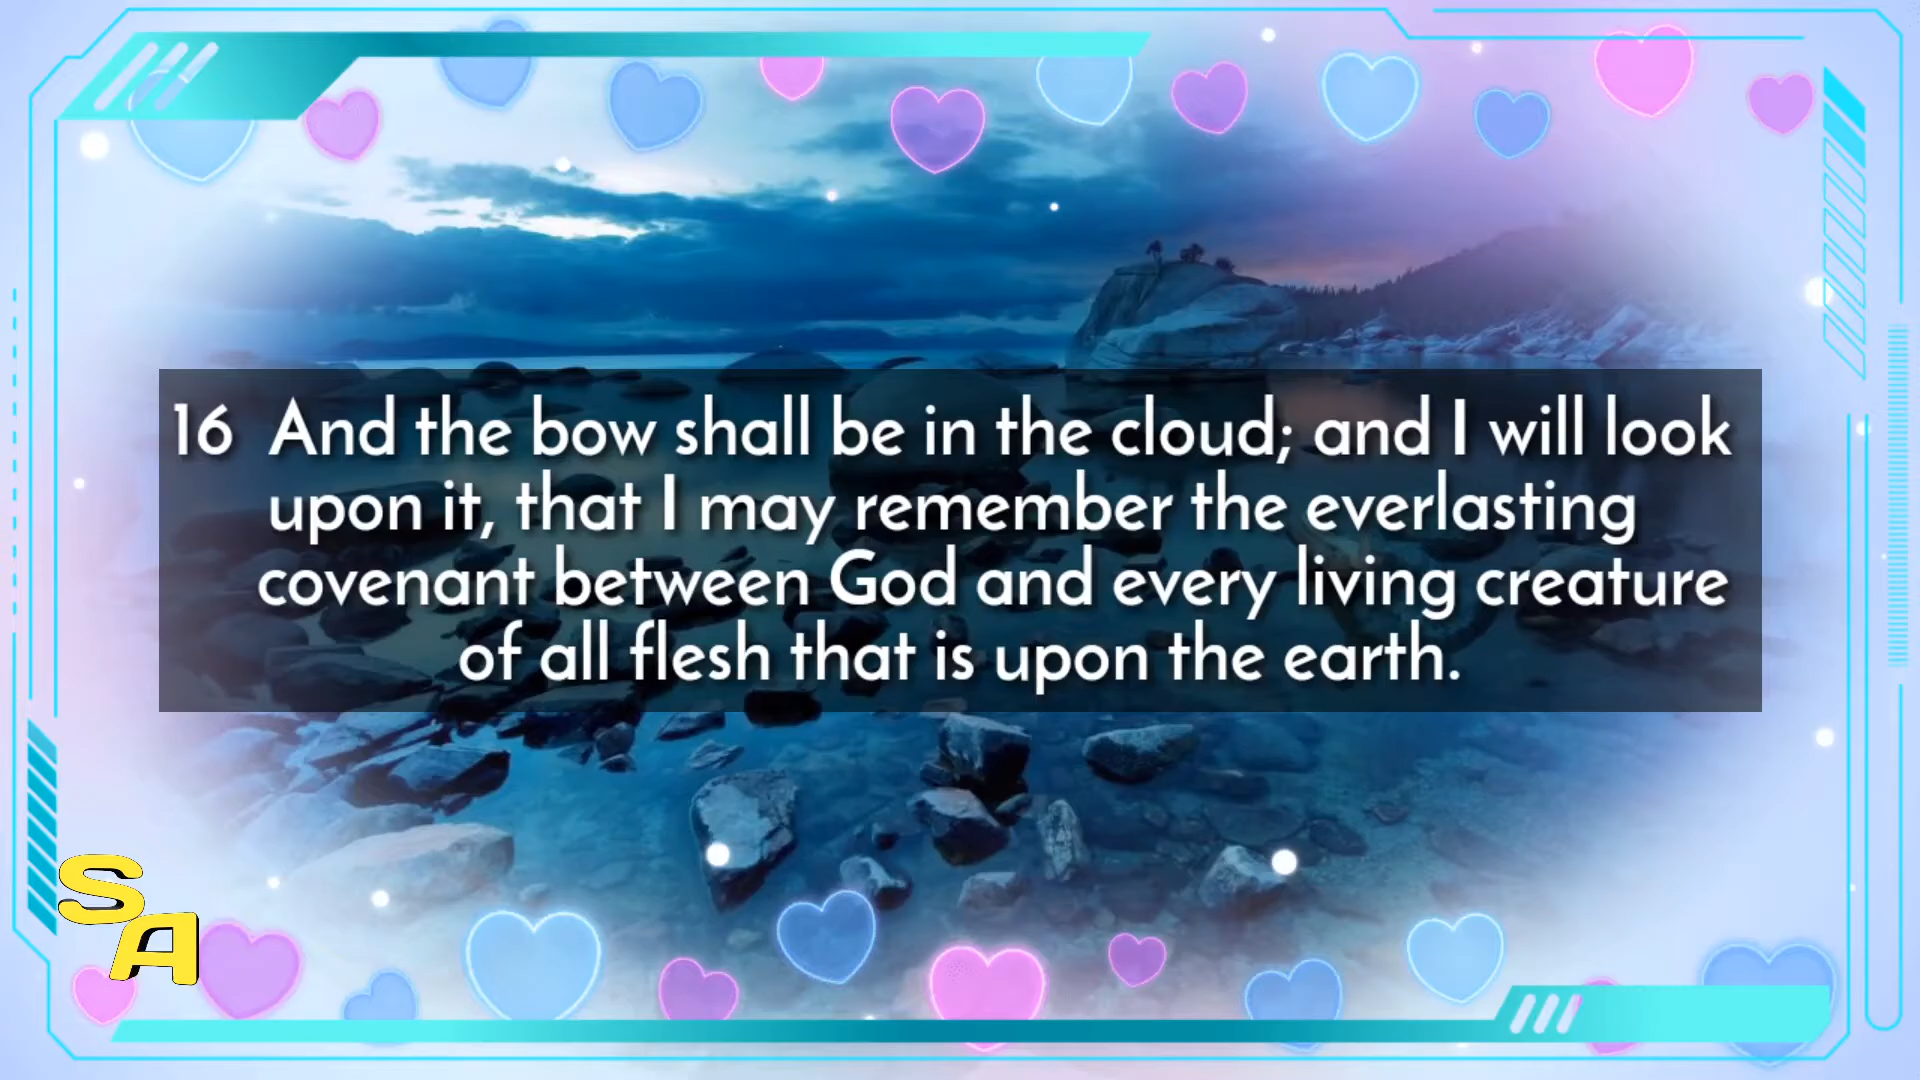 16 And the bow shall be in the cloud; and I will look
upon it, that I may remember the everlasting
covenant between God and every living creature
of all flesh that is upon the earth.
SA